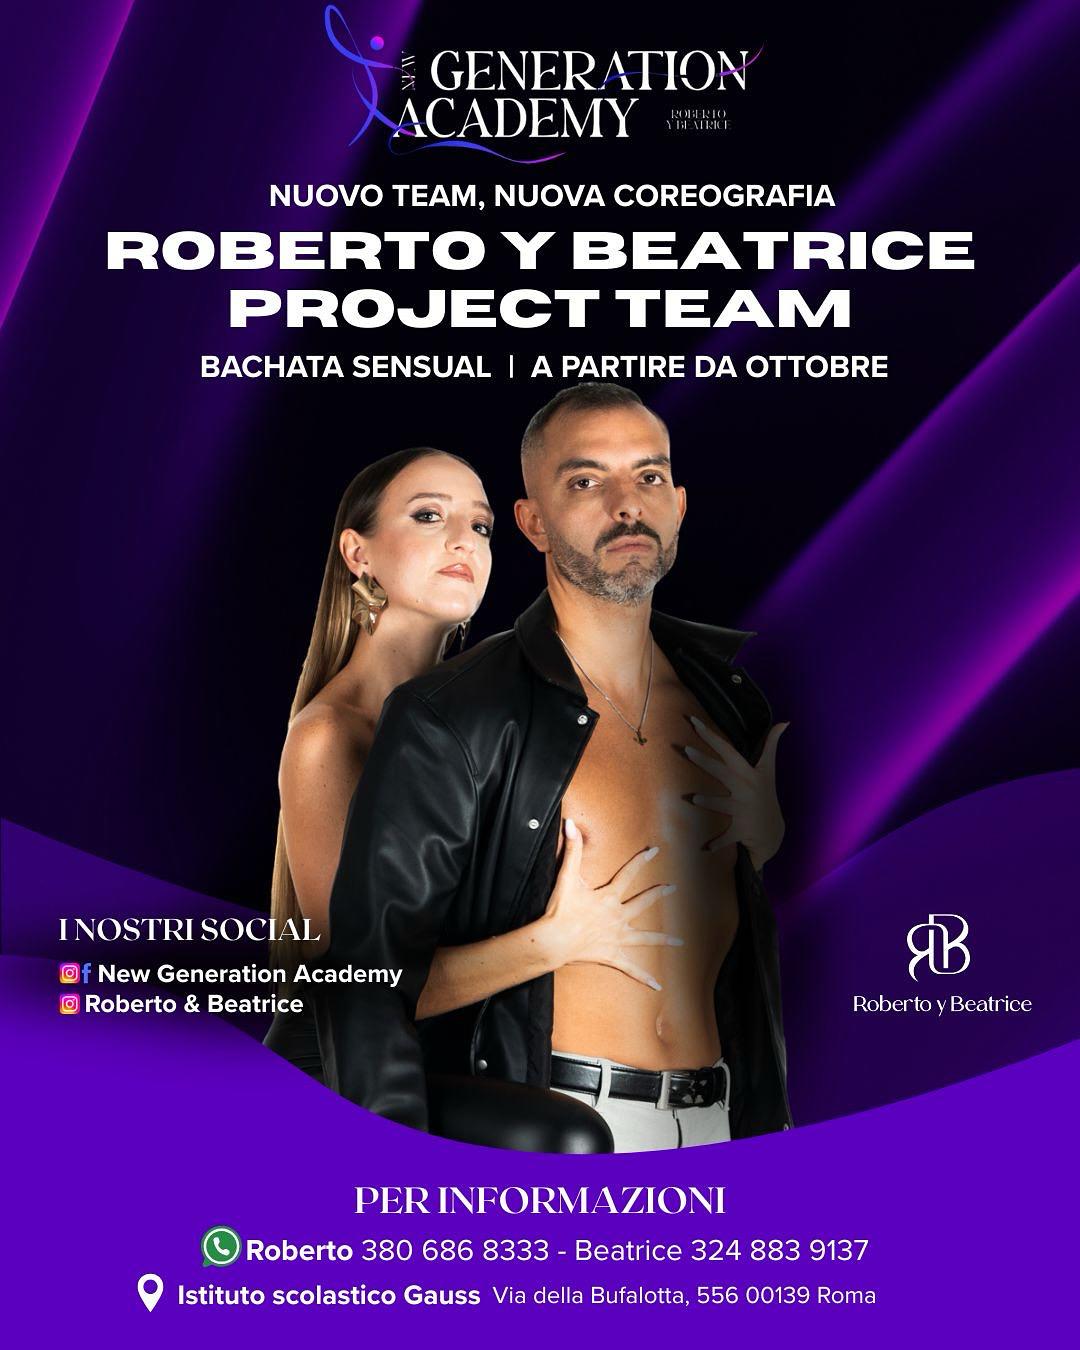 NEW GENERATION
ACADEMY
ROBERTO
Y BEATRICE
NUOVO TEAM, NUOVA COREOGRAFIA
ROBERTO Y BEATRICE
PROJECT TEAM
BACHATA SENSUAL | A PARTIRE DA OTTOBRE
I NOSTRI SOCIAL
New Generation Academy
Roberto & Beatrice
RB
Roberto y Beatrice
PER INFORMAZIONI
Roberto 380 686 8333 - Beatrice 324 883 9137
Istituto scolastico Gauss Via della Bufalotta, 556 00139 Roma